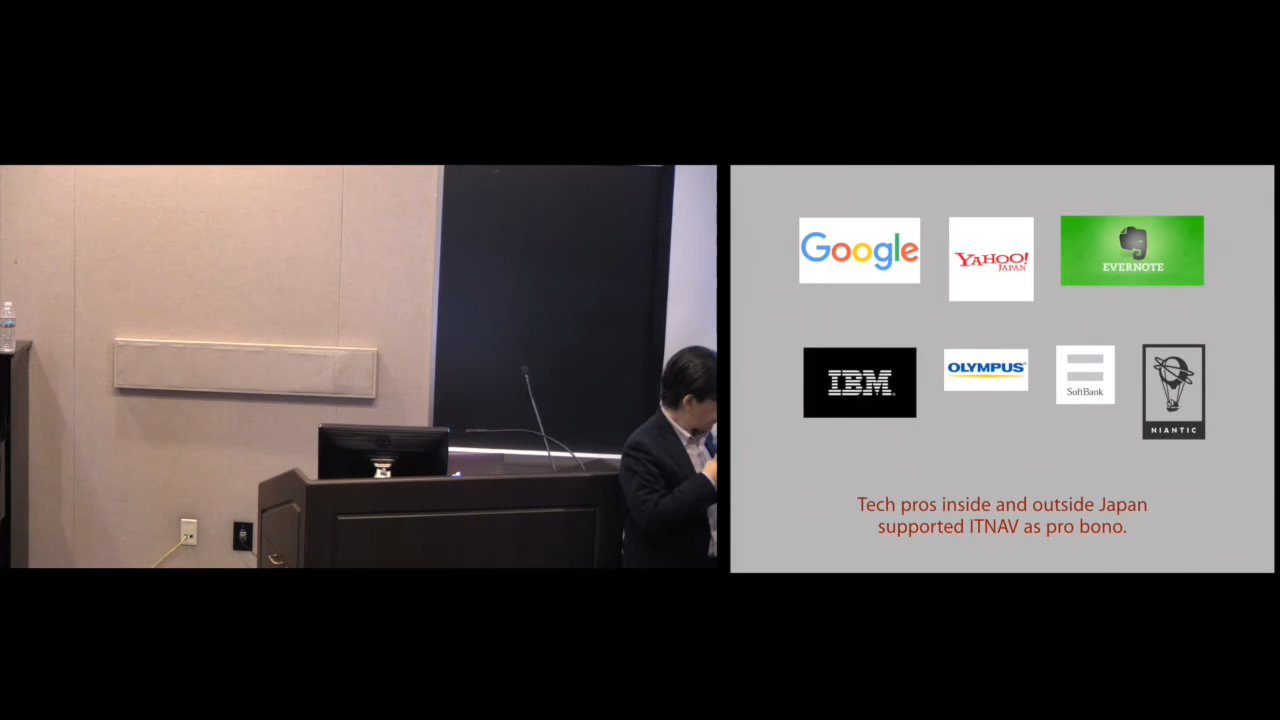 Google
YAHOO!
JAPAN
EVERNOTE
IBM
OLYMPUS
SoftBank
NIANTIC
Tech pros inside and outside Japan
supported ITNAV as pro bono.